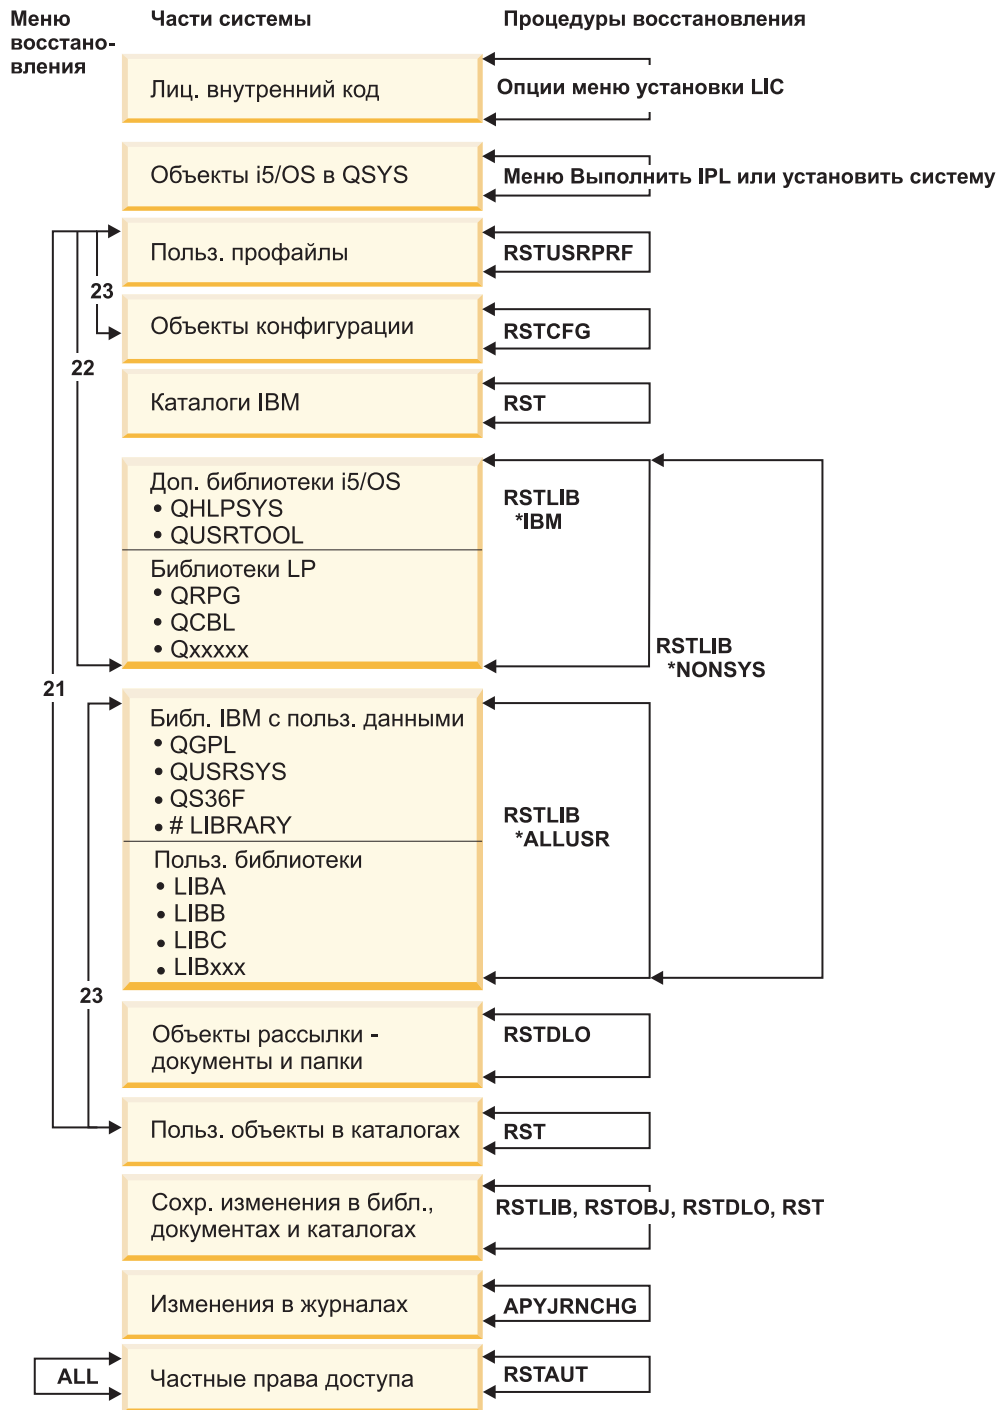 Меню
восстано-
вления
Части системы
Процедуры восстановления
Лиц. внутренний код
Опции меню установки LIC
Объекты i5/OS в QSYS
Меню Выполнить IPL или установить систему
Польз. профайлы
RSTUSRPRF
23
Объекты конфигурации
RSTCFG
22
Каталоги IBM
RST
Доп. библиотеки i5/OS
• QHLPSYS
• QUSRTOOL
RSTLIB
*IBM
Библиотеки LP
• QRPG
• QCBL
• Qxxxxx
RSTLIB
*NONSYS
21
Библ. IBM с польз. данными
• QGPL
• QUSRSYS
• QS36F
• # LIBRARY
RSTLIB
*ALLUSR
Польз. библиотеки
• LIBA
• LIBB
• LIBC
• LIBxxx
23
Объекты рассылки -
документы и папки
RSTDLO
Польз. объекты в каталогах
RST
Сохр. изменения в библ.,
документах и каталогах
RSTLIB, RSTOBJ, RSTDLO, RST
Изменения в журналах
APYJRNCHG
ALL
Частные права доступа
RSTAUT